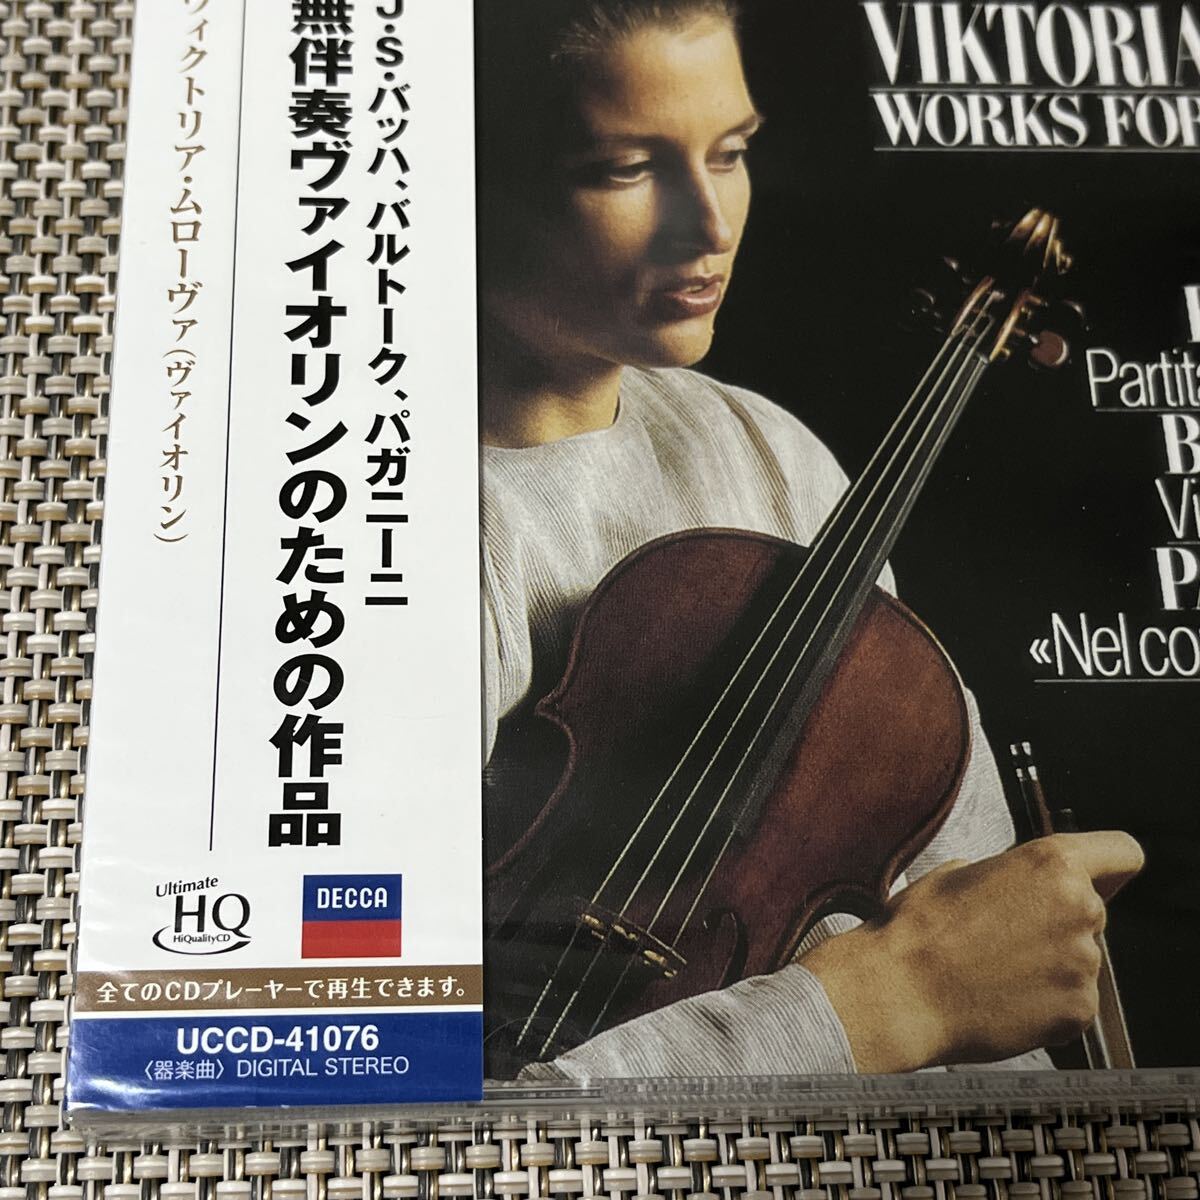 J・S・バッハ、バルトーク、パガニーニ
無伴奏ヴァイオリンのための作品
ヴィクトリア・ムローヴァ(ヴァイオリン)
Ultimate
HQ
HiQualityCD
DECCA
全てのCDプレーヤーで再生できます。
UCCD-41076
〈器楽曲〉DIGITAL STEREO
VIKTORIA
WORKS FOR
Partita
B
Vi
PA
«Nel co